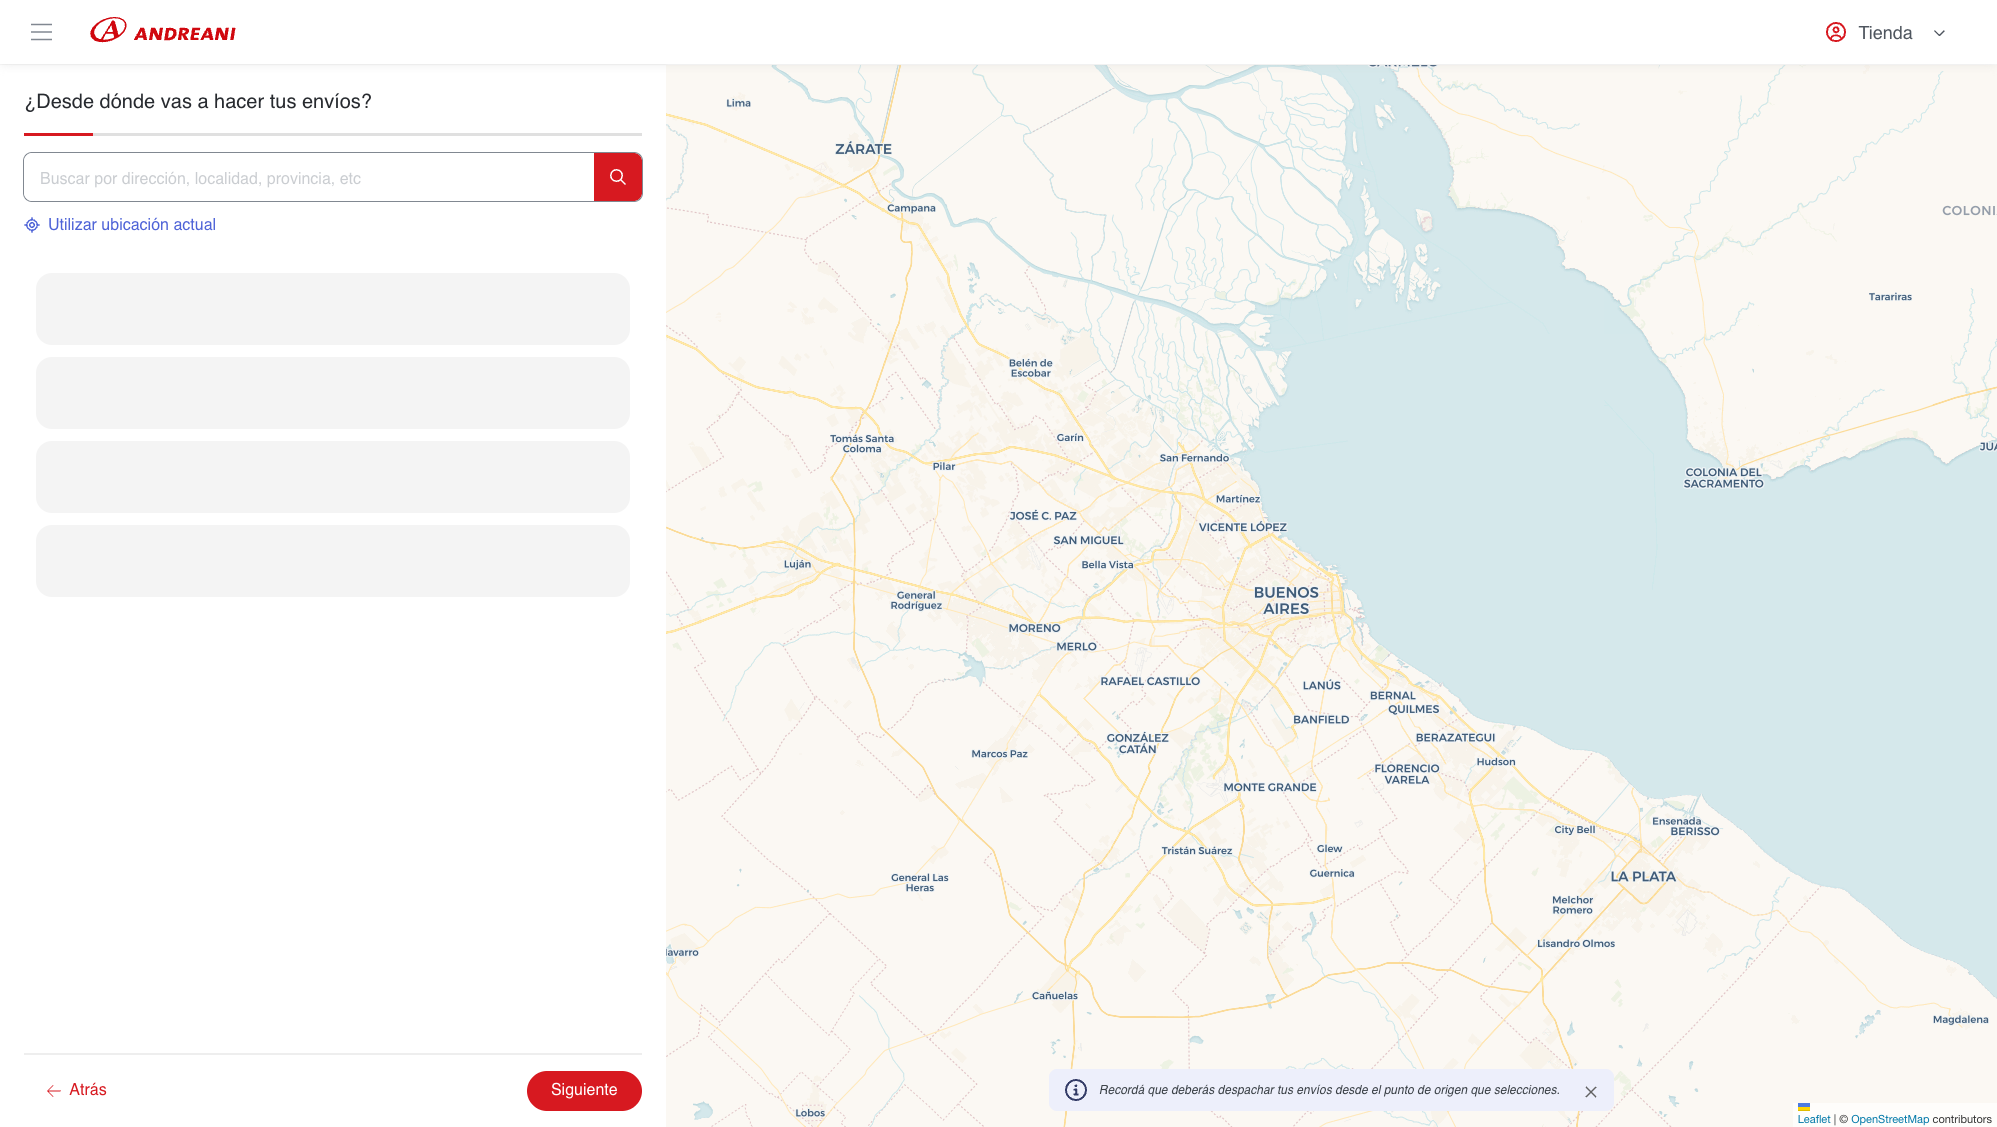 ANDREANI
Tienda
¿Desde dónde vas a hacer tus envíos?
Buscar por dirección, localidad, provincia, etc
Utilizar ubicación actual
Atrás
Siguiente
CARMELO
Lima
ZÁRATE
Campana
COLONI
Tarariras
Belén de
Escobar
Tomás Santa
Coloma
Garín
Pilar
San Fernando
JUA
COLONIA DEL
SACRAMENTO
Martínez
JOSÉ C. PAZ
VICENTE LÓPEZ
SAN MIGUEL
Luján
Bella Vista
General
Rodríguez
BUENOS
AIRES
MORENO
MERLO
RAFAEL CASTILLO
LANÚS
BERNAL
QUILMES
BANFIELD
GONZÁLEZ
CATÁN
BERAZATEGUI
Marcos Paz
Hudson
FLORENCIO
VARELA
MONTE GRANDE
Ensenada
City Bell
BERISSO
Tristán Suárez
Glew
Guernica
General Las
Heras
LA PLATA
Melchor
Romero
Lisandro Olmos
avarro
Cañuelas
Magdalena
Lobos
Recordá que deberás despachar tus envíos desde el punto de origen que selecciones.
Leaflet | © OpenStreetMap contributors